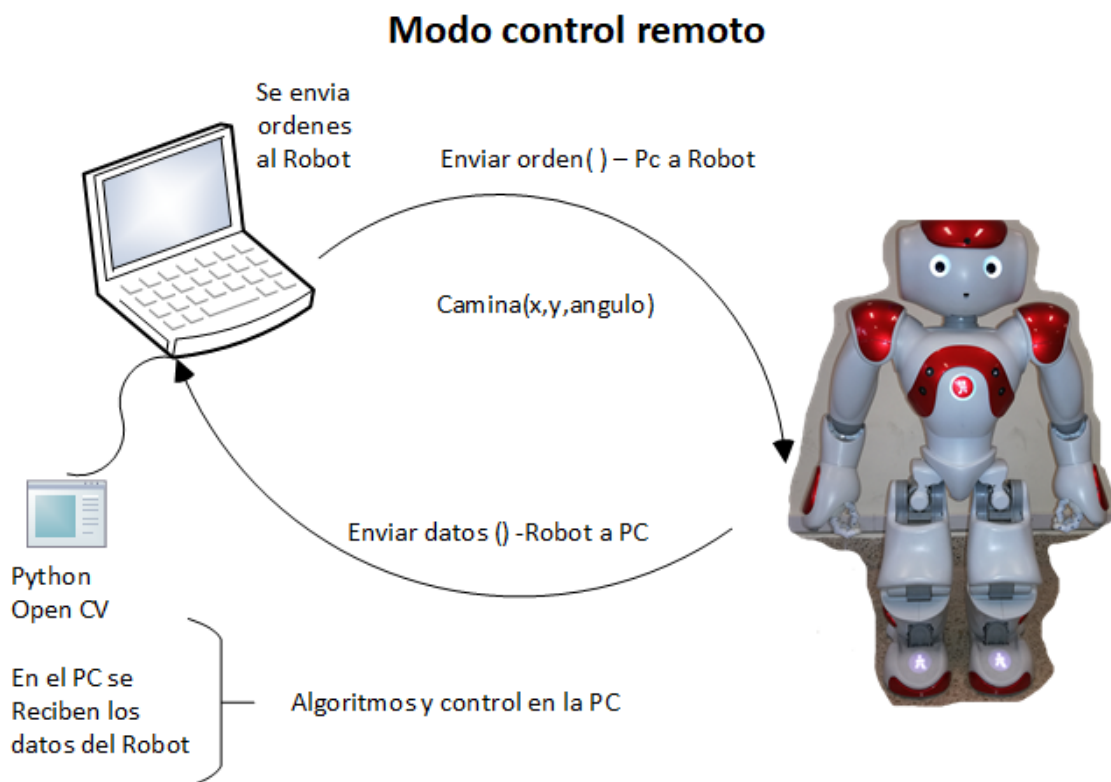 Modo control remoto
Se envia
ordenes
al Robot
Enviar orden( ) – Pc a Robot
Camina(x,y,angulo)
Enviar datos () -Robot a PC
Python
Open CV
En el PC se
Reciben los
datos del Robot
Algoritmos y control en la PC